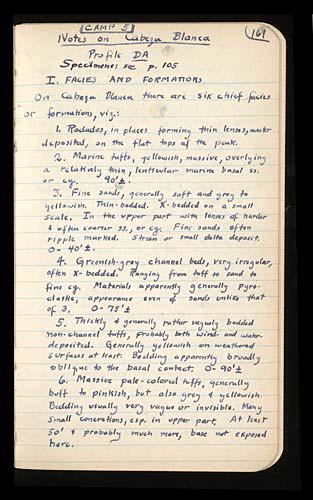 CAMP 5
161
Notes on Cabeza Blanca
Profile DA
Specimens: see p. 105
I. FACIES AND FORMATIONS
On Cabeza Blanca there are six chief facies
or formations, viz.:
1. Rodados, in places forming thin lenses, water
deposited, on the flat tops of the peak.
2. Marine tuffs, yellowish, massive, overlying
a relatively thin, lenticular marine basal ss.
or cg. 90'±
3. Fine sands, generally soft and grey to
yellowish. Thin-bedded. X-bedded on a small
scale. In the upper part with lenses of harder
& often coarser ss., or cg. Fine sands often
ripple marked. Stream or small delta deposit.
0-40'±.
4. Greenish-grey channel beds, very irregular,
often x-bedded. Ranging from tuff to sand to
fine cg. Materials apparently generally pyro-
clastic, appearance even of sands unlike that
of 3. 0-75'±
5. Thickly & generally rather vaguely bedded
non-channel tuffs, probably both wind- and water-
deposited. Generally yellowish on weathered
surfaces at least. Bedding apparently broadly
oblique to the basal contact. 0-90'±
6. Massive pale-colored tuffs, generally
buff to pinkish, but also grey & yellowish.
Bedding usually very vague or invisible. Many
small concretions, esp. in upper part. At least
50' & probably much more, base not exposed
here.